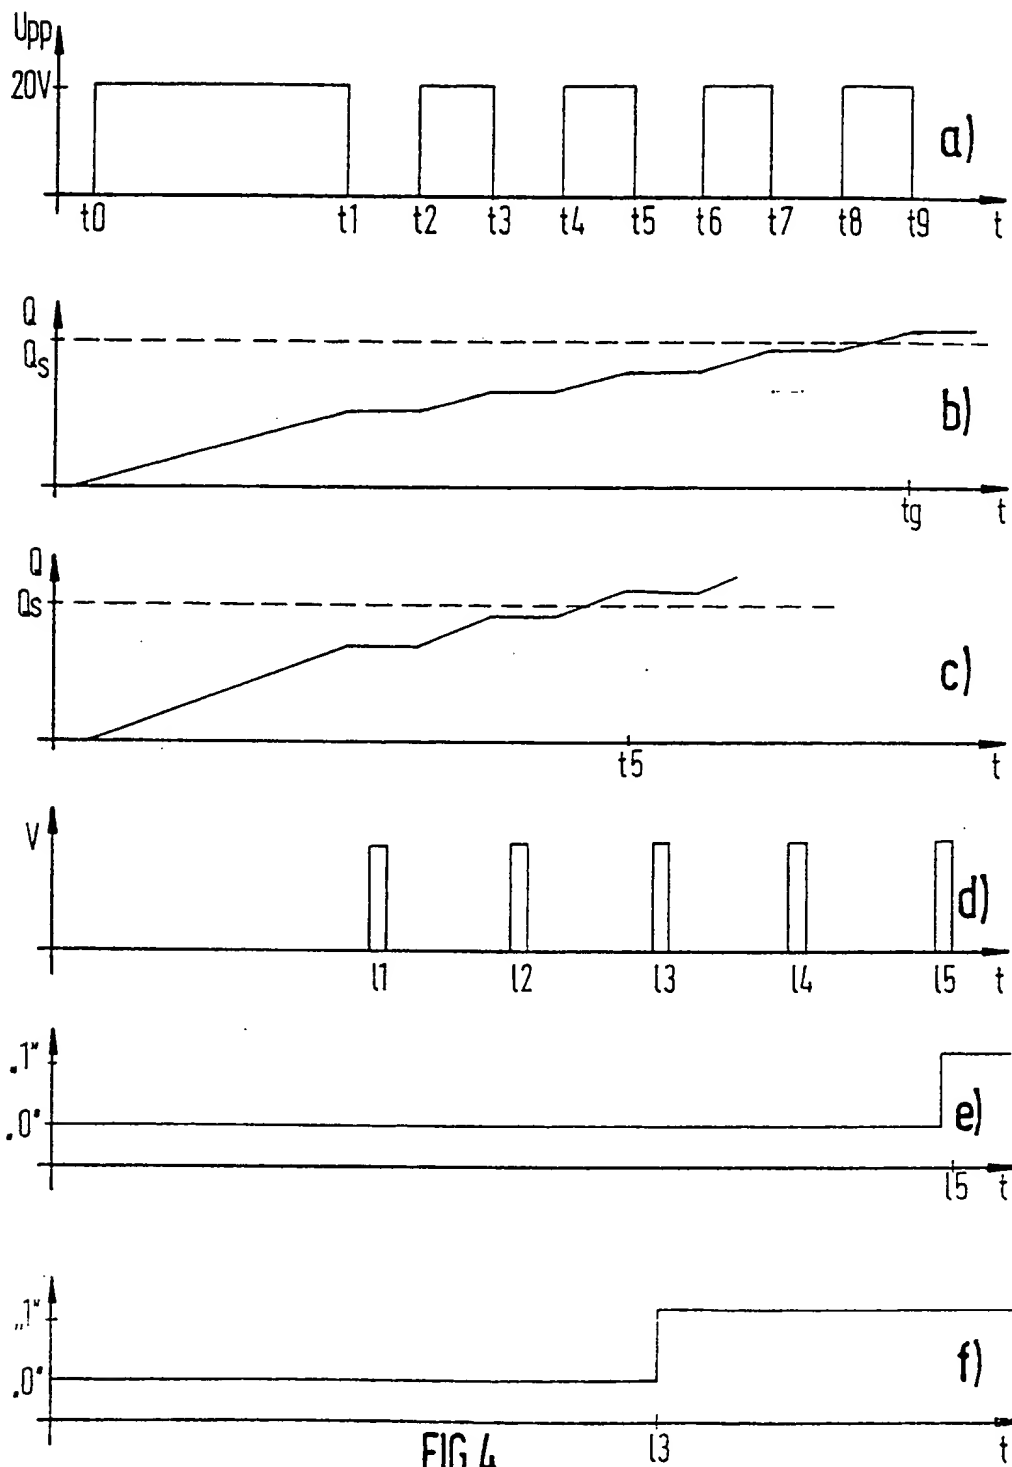 Upp
20V
a)
t0 t1 t2 t3 t4 t5 t6 t7 t8 t9 t
Q
Qs
b)
tg t
Q
Qs
c)
t5 t
V
d)
l1 l2 l3 l4 l5 t
"1"
"0"
e)
l5 t
"1"
"0"
f)
l3 t
FIG 4